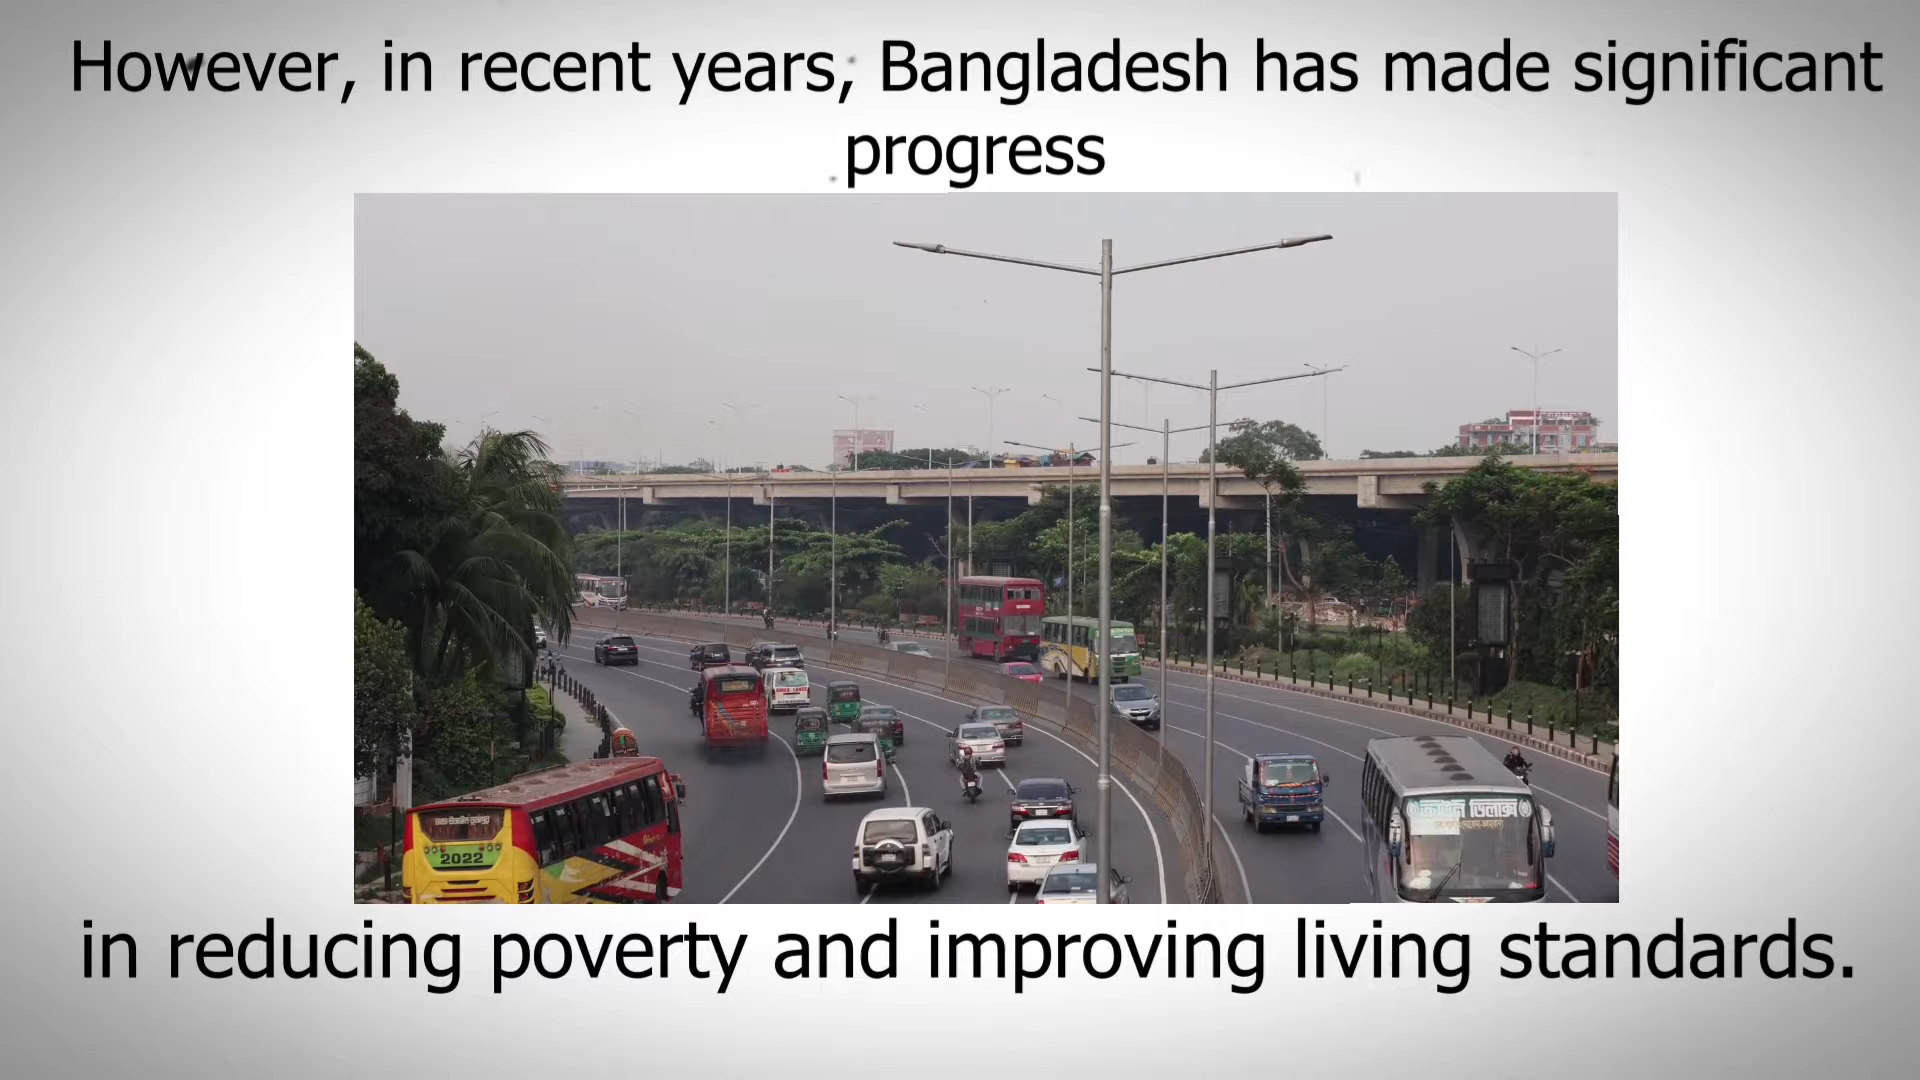 However, in recent years, Bangladesh has made significant
progress
2022
ডিলাক্স
in reducing poverty and improving living standards.